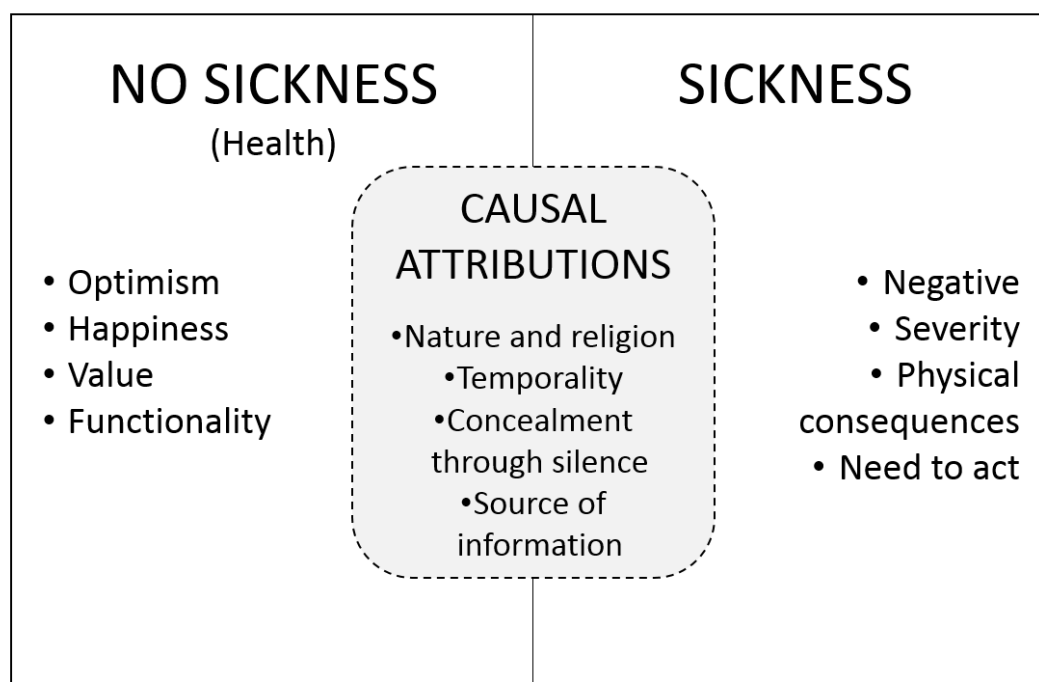 NO SICKNESS
(Health)
• Optimism
• Happiness
• Value
• Functionality
CAUSAL
ATTRIBUTIONS
•Nature and religion
•Temporality
•Concealment
through silence
•Source of
information
SICKNESS
• Negative
• Severity
• Physical
consequences
• Need to act